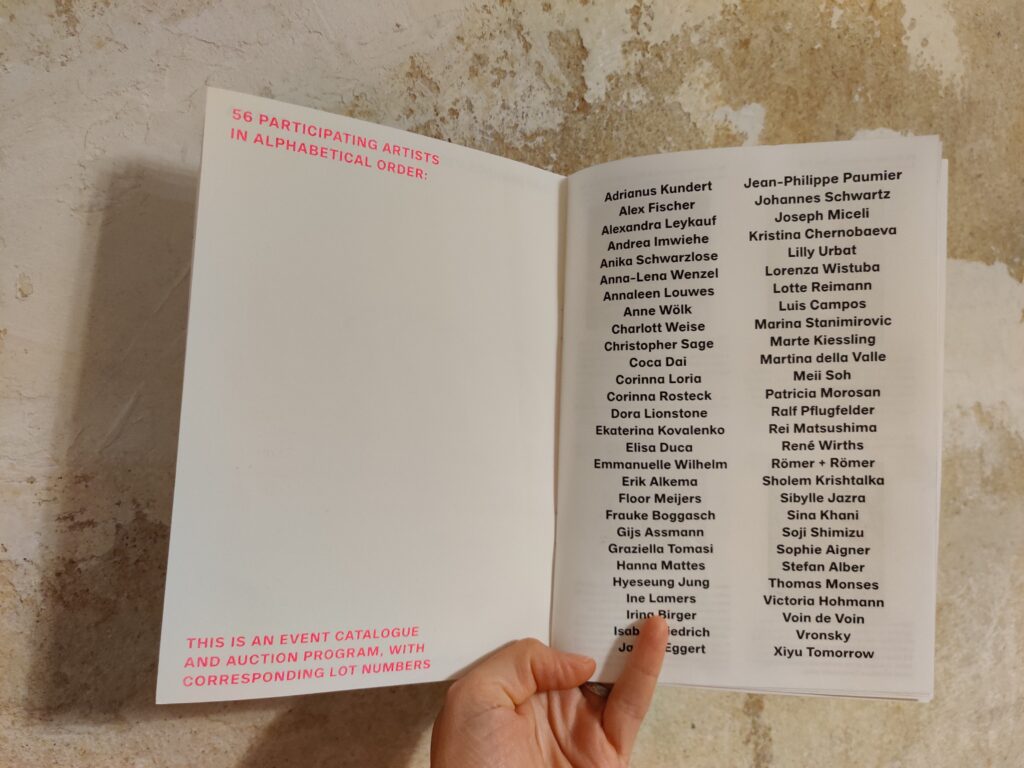 56 PARTICIPATING ARTISTS
IN ALPHABETICAL ORDER:
THIS IS AN EVENT CATALOGUE
AND AUCTION PROGRAM, WITH
CORRESPONDING LOT NUMBERS
Adrianus Kundert
Alex Fischer
Alexandra Leykauf
Andrea Imwiehe
Anika Schwarzlose
Anna-Lena Wenzel
Annaleen Louwes
Anne Wölk
Charlott Weise
Christopher Sage
Coca Dai
Corinna Loria
Corinna Rosteck
Dora Lionstone
Ekaterina Kovalenko
Elisa Duca
Emmanuelle Wilhelm
Erik Alkema
Floor Meijers
Frauke Boggasch
Gijs Assmann
Graziella Tomasi
Hanna Mattes
Hyeseung Jung
Ine Lamers
Irina Birger
Eggert
Jean-Philippe Paumier
Johannes Schwartz
Joseph Miceli
Kristina Chernobaeva
Lilly Urbat
Lorenza Wistuba
Lotte Reimann
Luis Campos
Marina Stanimirovic
Marte Kiessling
Martina della Valle
Meii Soh
Patricia Morosan
Ralf Pflugfelder
Rei Matsushima
René Wirths
Römer + Römer
Sholem Krishtalka
Sibylle Jazra
Sina Khani
Soji Shimizu
Sophie Aigner
Stefan Alber
Thomas Monses
Victoria Hohmann
Voin de Voin
Vronsky
Xiyu Tomorrow